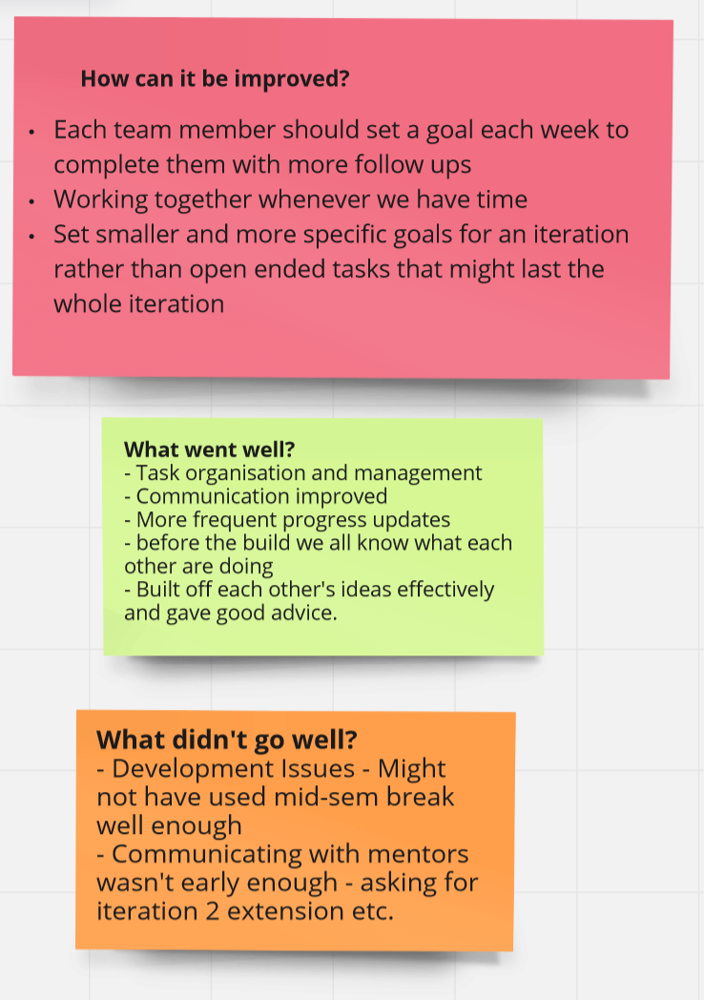 How can it be improved?
• Each team member should set a goal each week to
complete them with more follow ups
• Working together whenever we have time
• Set smaller and more specific goals for an iteration
rather than open ended tasks that might last the
whole iteration
What went well?
- Task organisation and management
- Communication improved
- More frequent progress updates
- before the build we all know what each
other are doing
- Built off each other's ideas effectively
and gave good advice.
What didn't go well?
- Development Issues - Might
not have used mid-sem break
well enough
- Communicating with mentors
wasn't early enough - asking for
iteration 2 extension etc.